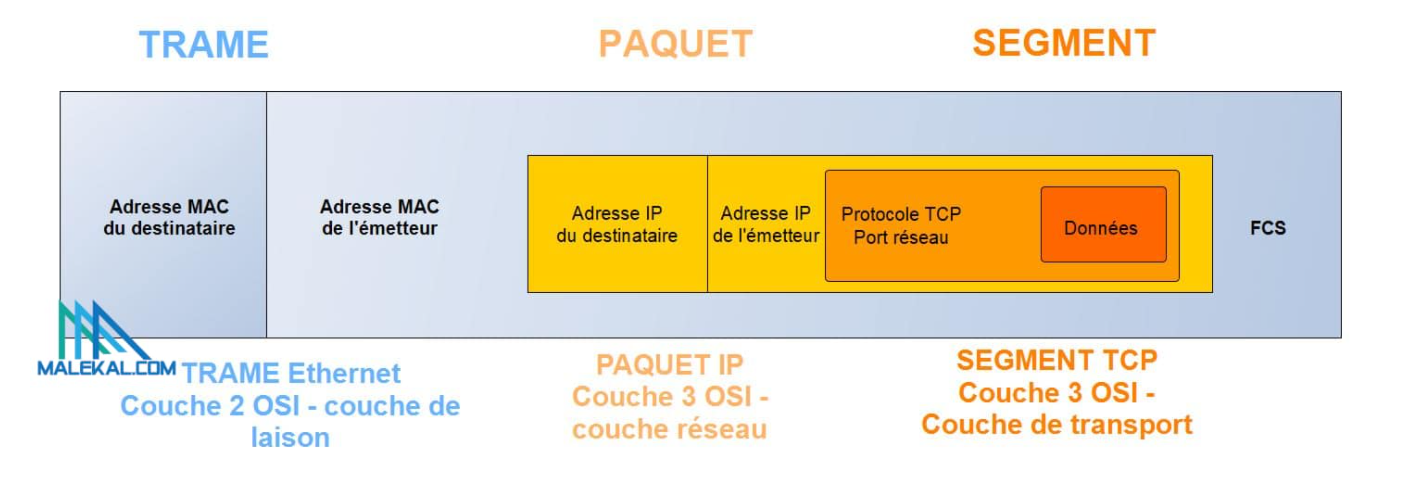 TRAME
PAQUET
SEGMENT
Adresse MAC
du destinataire
Adresse MAC
de l'émetteur
Adresse IP
du destinataire
Adresse IP
de l'émetteur
Protocole TCP
Port réseau
Données
FCS
MALEKAL.COM
TRAME Ethernet
Couche 2 OSI - couche de
laison
PAQUET IP
Couche 3 OSI -
couche réseau
SEGMENT TCP
Couche 3 OSI -
Couche de transport